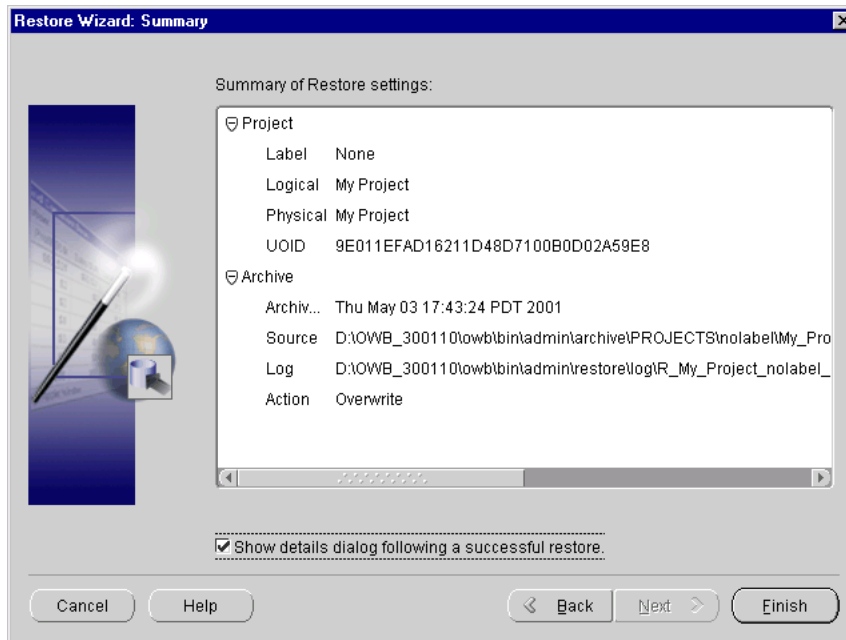 Restore Wizard: Summary
Summary of Restore settings:
Project
Label None
Logical My Project
Physical My Project
UOID 9E011EFAD16211D48D7100B0D02A59E8
Archive
Archiv... Thu May 03 17:43:24 PDT 2001
Source D:\OWB_300110\owb\bin\admin\archive\PROJECTS\nolabel\My_Pro
Log D:\OWB_300110\owb\bin\admin\restore\log\R_My_Project_nolabel_
Action Overwrite
Show details dialog following a successful restore.
Cancel Help Back Next Finish